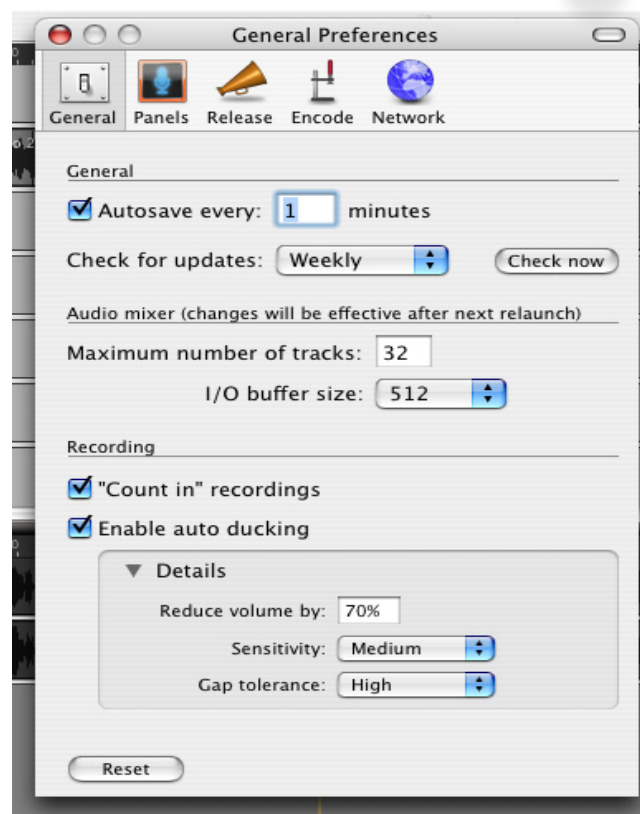 General Preferences
General Panels Release Encode Network
General
Autosave every: 1 minutes
Check for updates: Weekly Check now
Audio mixer (changes will be effective after next relaunch)
Maximum number of tracks: 32
I/O buffer size: 512
Recording
"Count in" recordings
Enable auto ducking
Details
Reduce volume by: 70%
Sensitivity: Medium
Gap tolerance: High
Reset